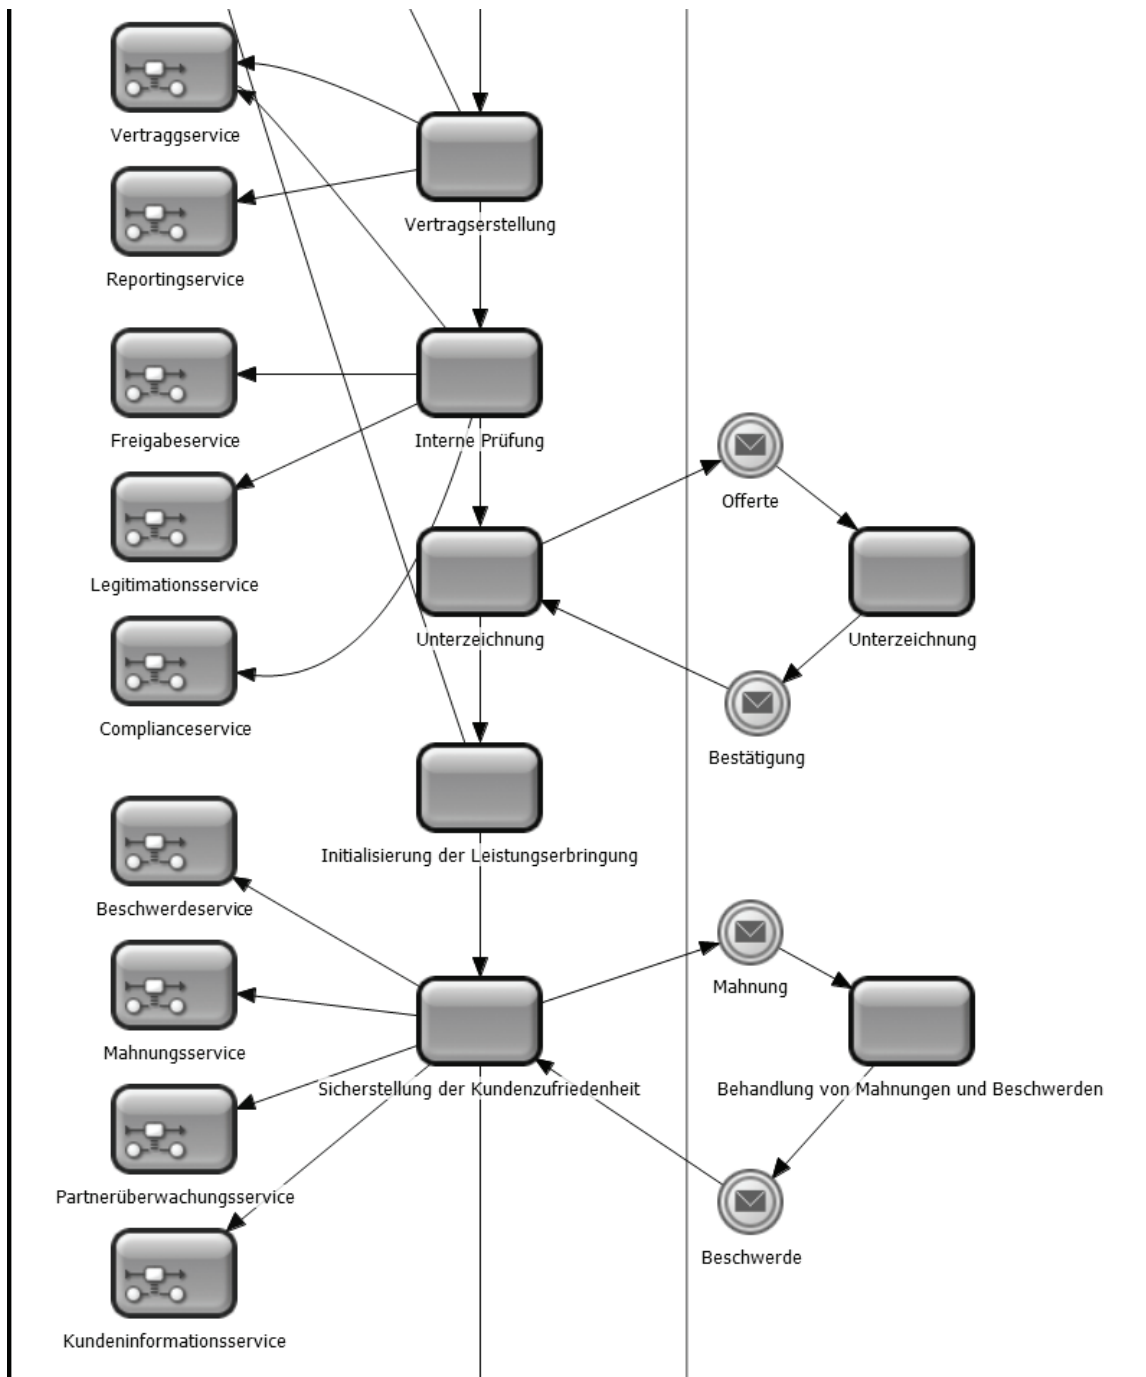 Vertraggservice
Vertragserstellung
Reportingservice
Freigabeservice
Interne Prüfung
Offerte
Legitimationsservice
Unterzeichnung
Unterzeichnung
Complianceservice
Bestätigung
Initialisierung der Leistungserbringung
Beschwerdeservice
Mahnung
Mahnungsservice
Sicherstellung der Kundenzufriedenheit
Behandlung von Mahnungen und Beschwerden
Partnerüberwachungsservice
Beschwerde
Kundeninformationsservice